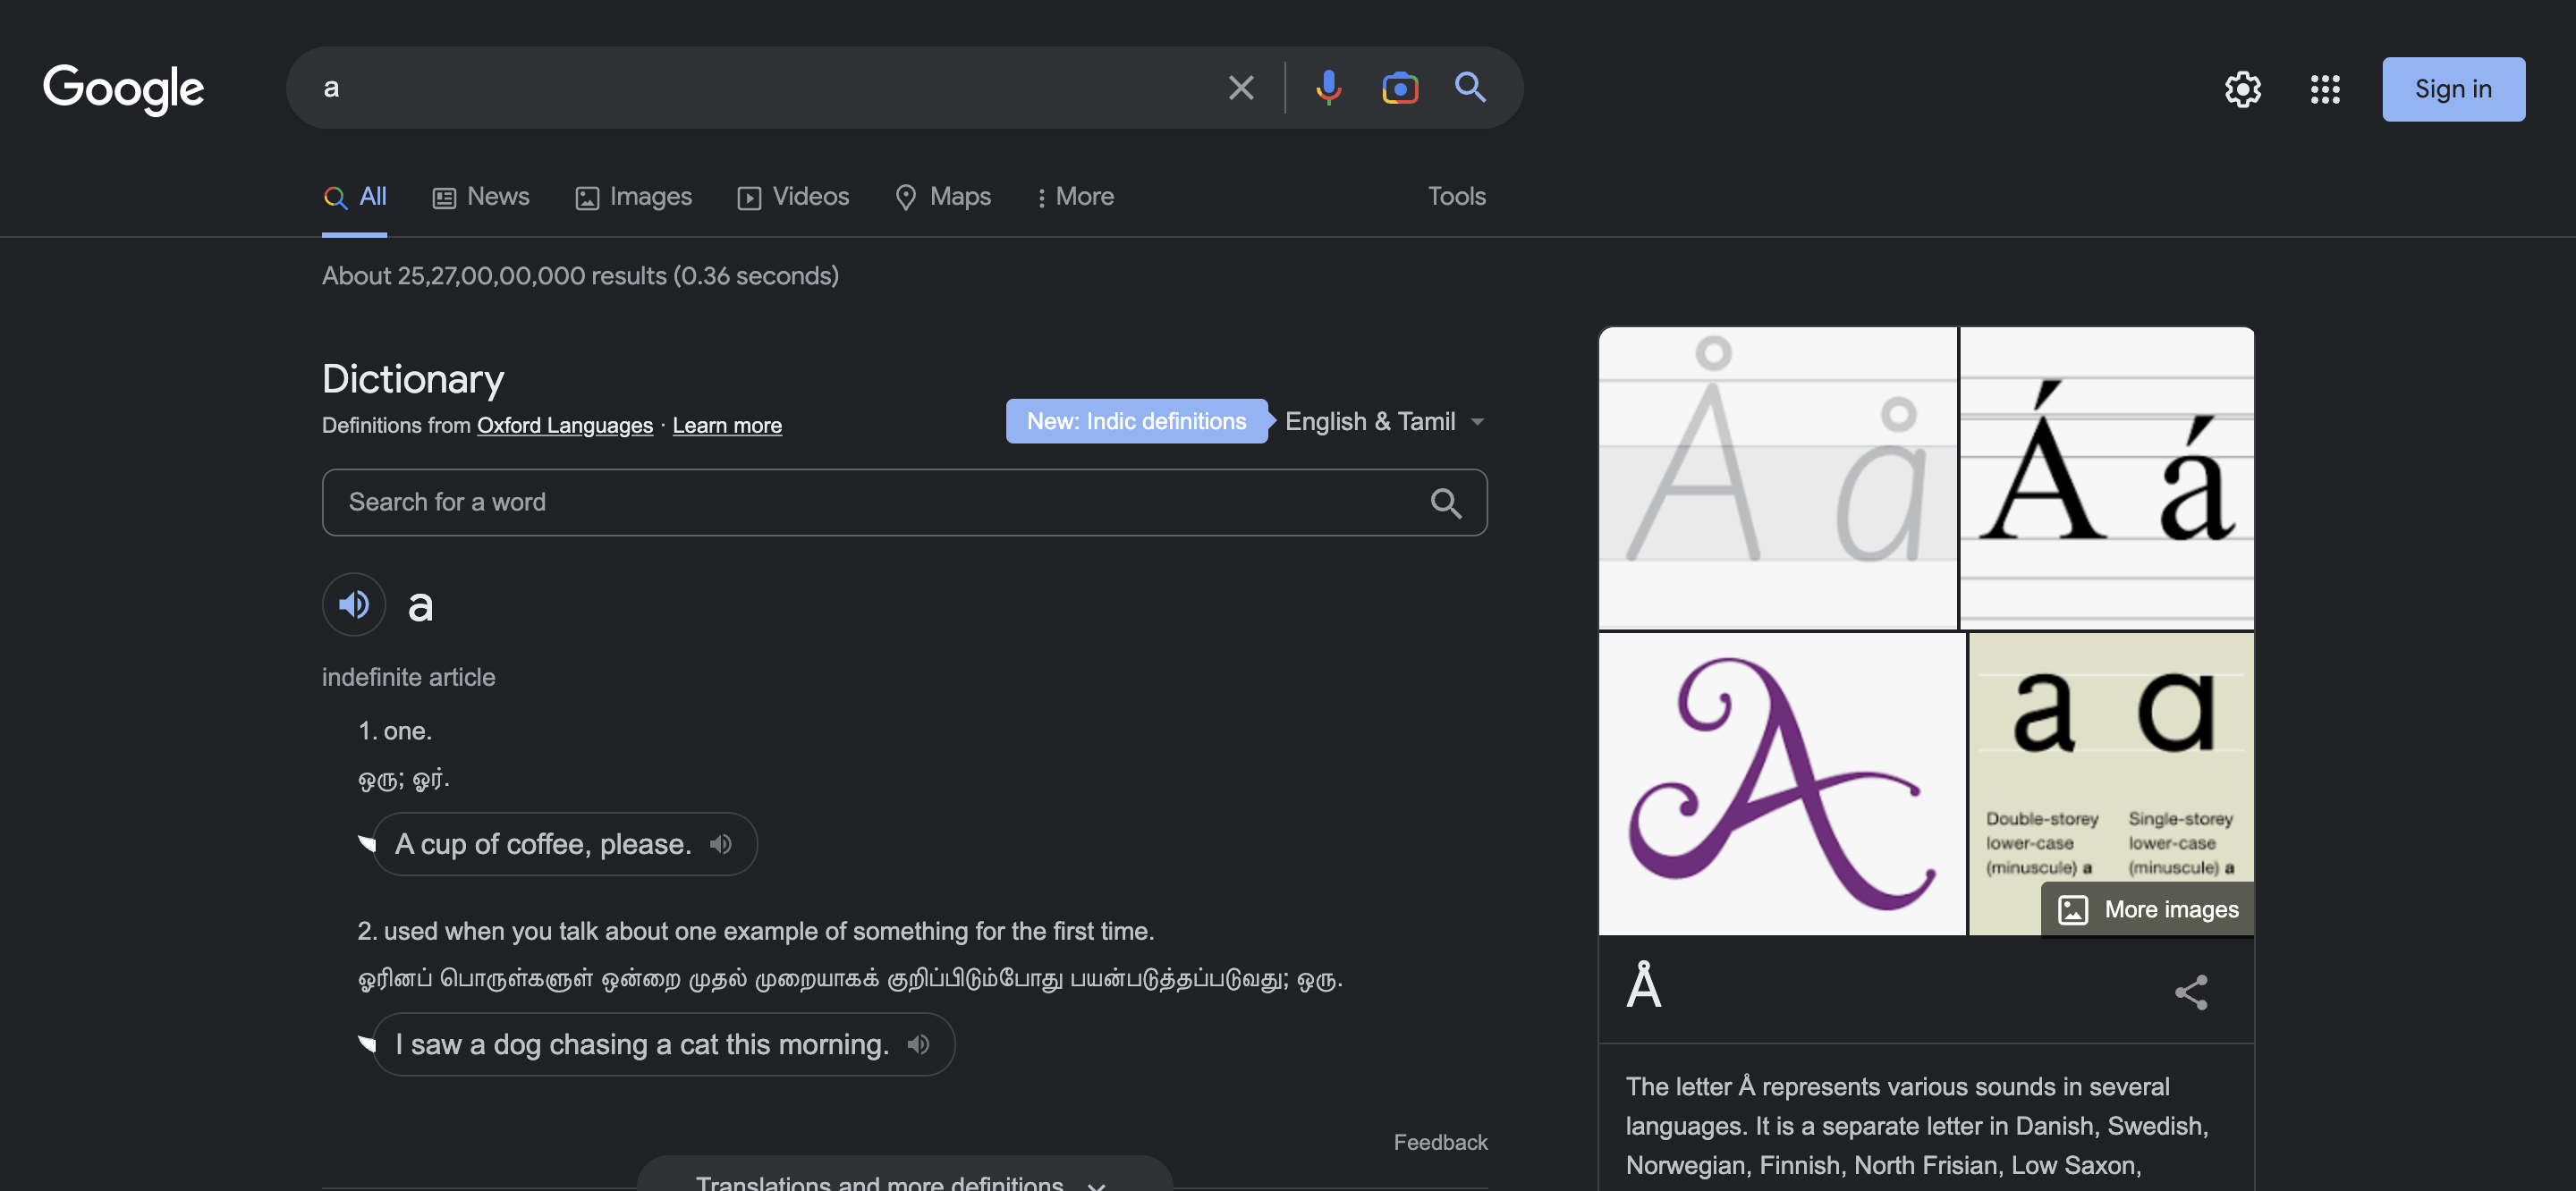 Google
a
Sign in
All News Images Videos Maps More Tools
About 25,27,00,00,000 results (0.36 seconds)
Dictionary
Definitions from Oxford Languages · Learn more
New: Indic definitions English & Tamil
Search for a word
a
indefinite article
1. one.
ஒரு; ஓர்.
A cup of coffee, please.
2. used when you talk about one example of something for the first time.
ஓரினப் பொருள்களுள் ஒன்றை முதல் முறையாகக் குறிப்பிடும்போது பயன்படுத்தப்படுவது; ஒரு.
I saw a dog chasing a cat this morning.
Feedback
Translations and more definitions
Å å
Á á
A
a ɑ
Double-storey
lower-case
(minuscule) a
Single-storey
lower-case
(minuscule) a
More images
Å
The letter Å represents various sounds in several
languages. It is a separate letter in Danish, Swedish,
Norwegian, Finnish, North Frisian, Low Saxon,